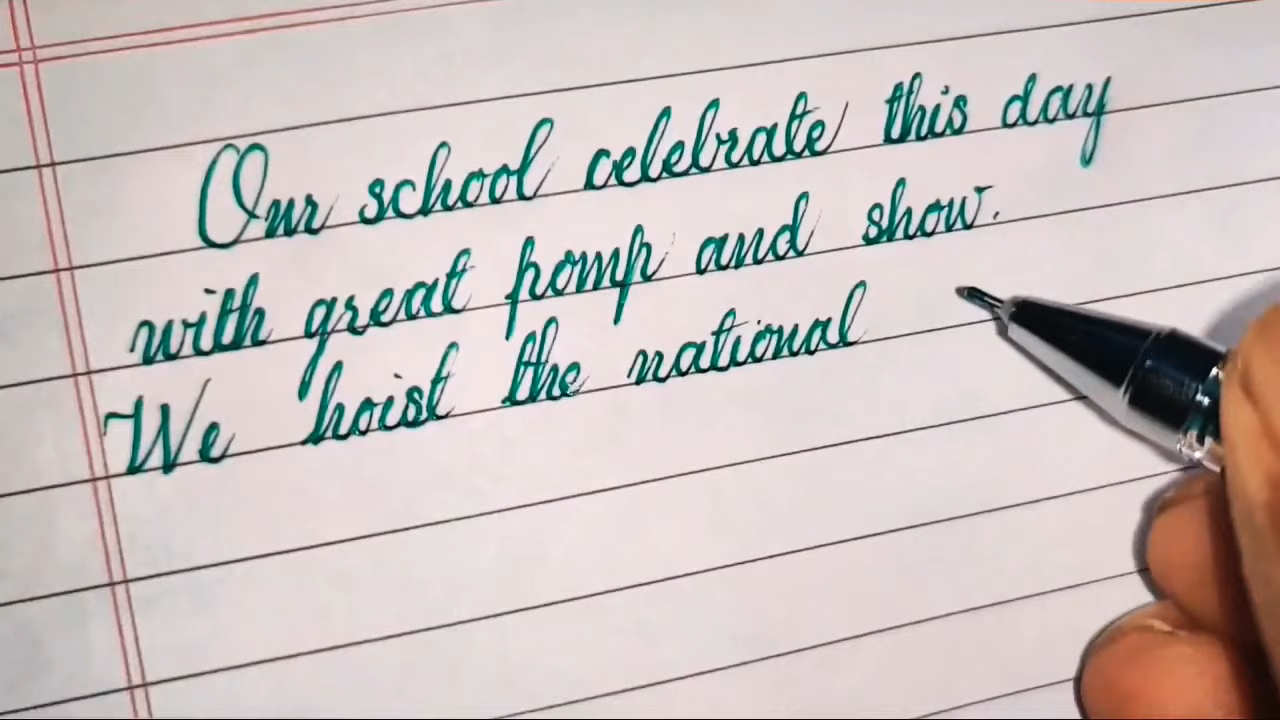 Our school celebrate this day
with great pomp and show.
We hoist the national